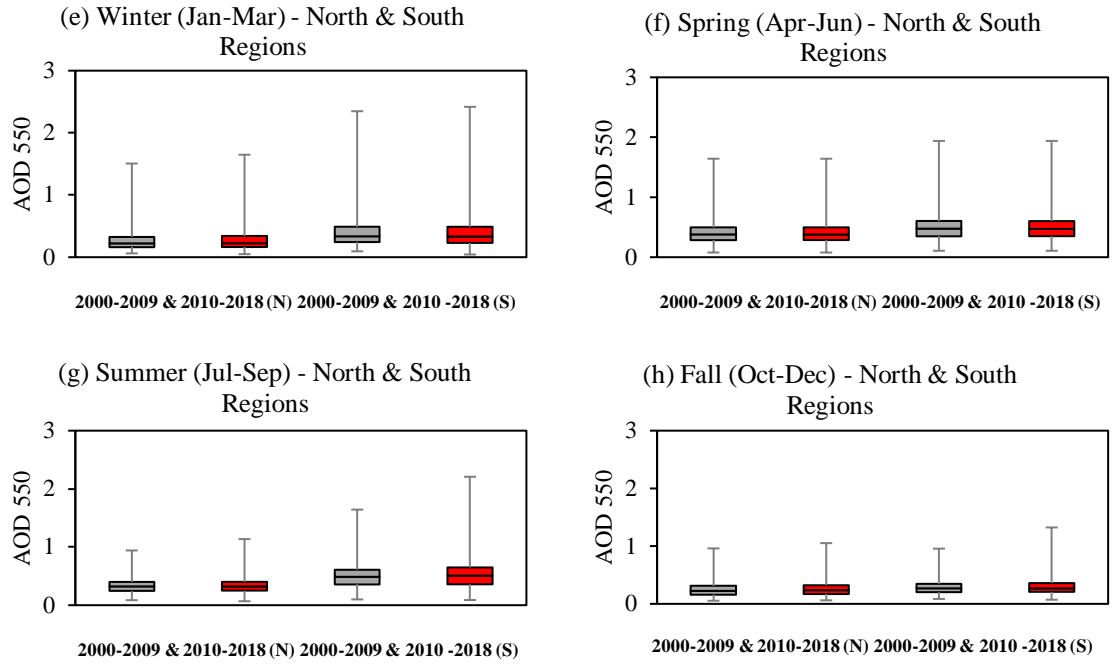 (e) Winter (Jan-Mar) - North & South
Regions
3
2
1
0
AOD 550
2000-2009 & 2010-2018 (N) 2000-2009 & 2010 -2018 (S)
(f) Spring (Apr-Jun) - North & South
Regions
3
2
1
0
AOD 550
2000-2009 & 2010-2018 (N) 2000-2009 & 2010 -2018 (S)
(g) Summer (Jul-Sep) - North & South
Regions
3
2
1
0
AOD 550
2000-2009 & 2010-2018 (N) 2000-2009 & 2010 -2018 (S)
(h) Fall (Oct-Dec) - North & South
Regions
3
2
1
0
AOD 550
2000-2009 & 2010-2018 (N) 2000-2009 & 2010 -2018 (S)